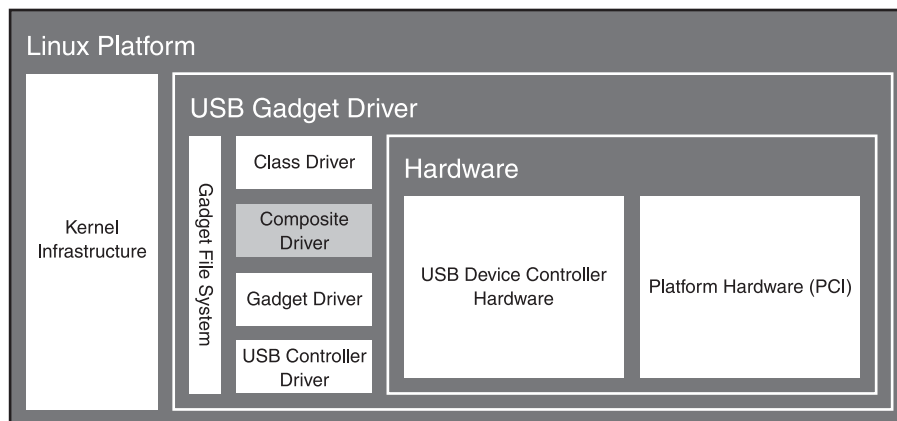 Linux Platform
Kernel
Infrastructure
USB Gadget Driver
Gadget File System
Class Driver
Composite
Driver
Gadget Driver
USB Controller
Driver
Hardware
USB Device Controller
Hardware
Platform Hardware (PCI)